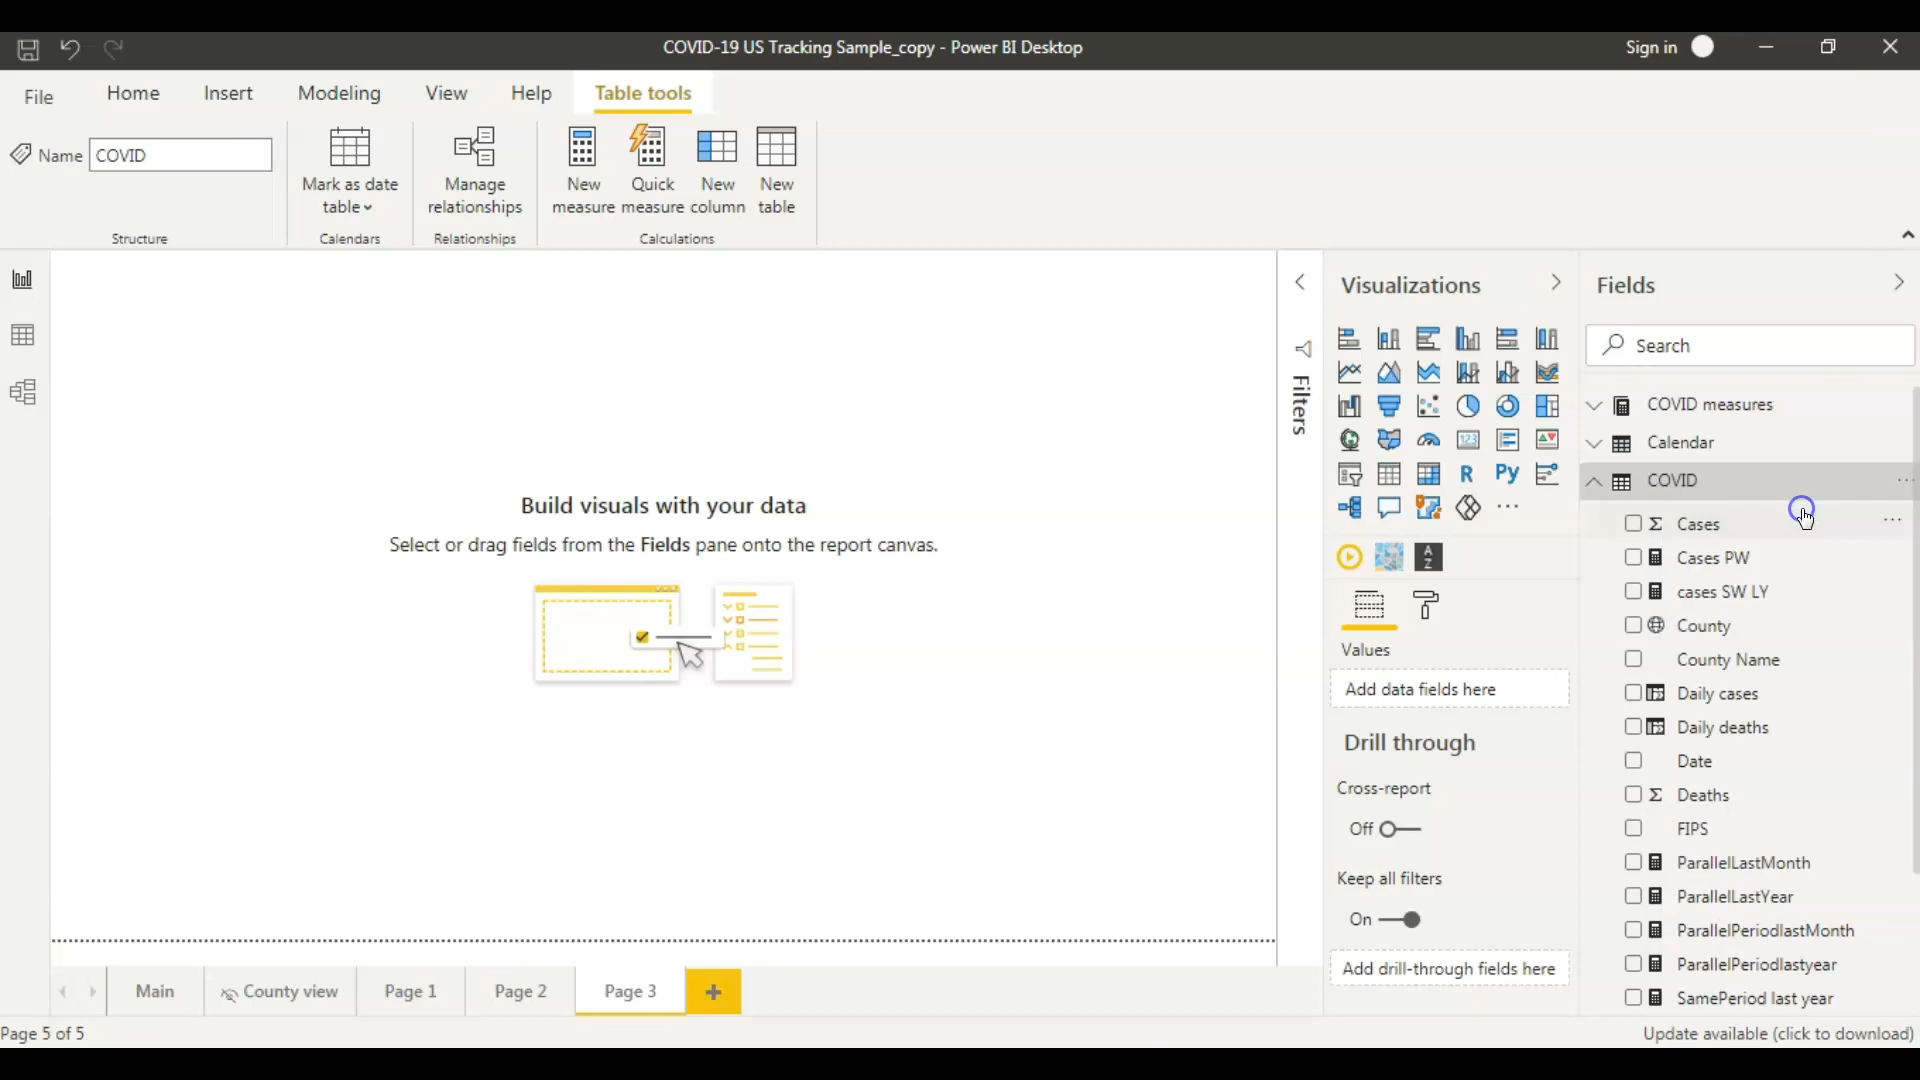 COVID-19 US Tracking Sample_copy - Power BI Desktop
Sign in
File
Home
Insert
Modeling
View
Help
Table tools
Name
COVID
Mark as date
table
Manage
relationships
New
measure
Quick
measure
New
column
New
table
Structure
Calendars
Relationships
Calculations
Build visuals with your data
Select or drag fields from the Fields pane onto the report canvas.
Filters
Visualizations
123
R
Py
A
Z
Values
Add data fields here
Drill through
Cross-report
Off
Keep all filters
On
Add drill-through fields here
Fields
Search
COVID measures
Calendar
COVID
Σ Cases
Cases PW
cases SW LY
County
County Name
Daily cases
Daily deaths
Date
Σ Deaths
FIPS
ParallelLastMonth
ParallelLastYear
ParallelPeriodlastMonth
ParallelPeriodlastyear
SamePeriod last year
Main
County view
Page 1
Page 2
Page 3
+
Page 5 of 5
Update available (click to download)